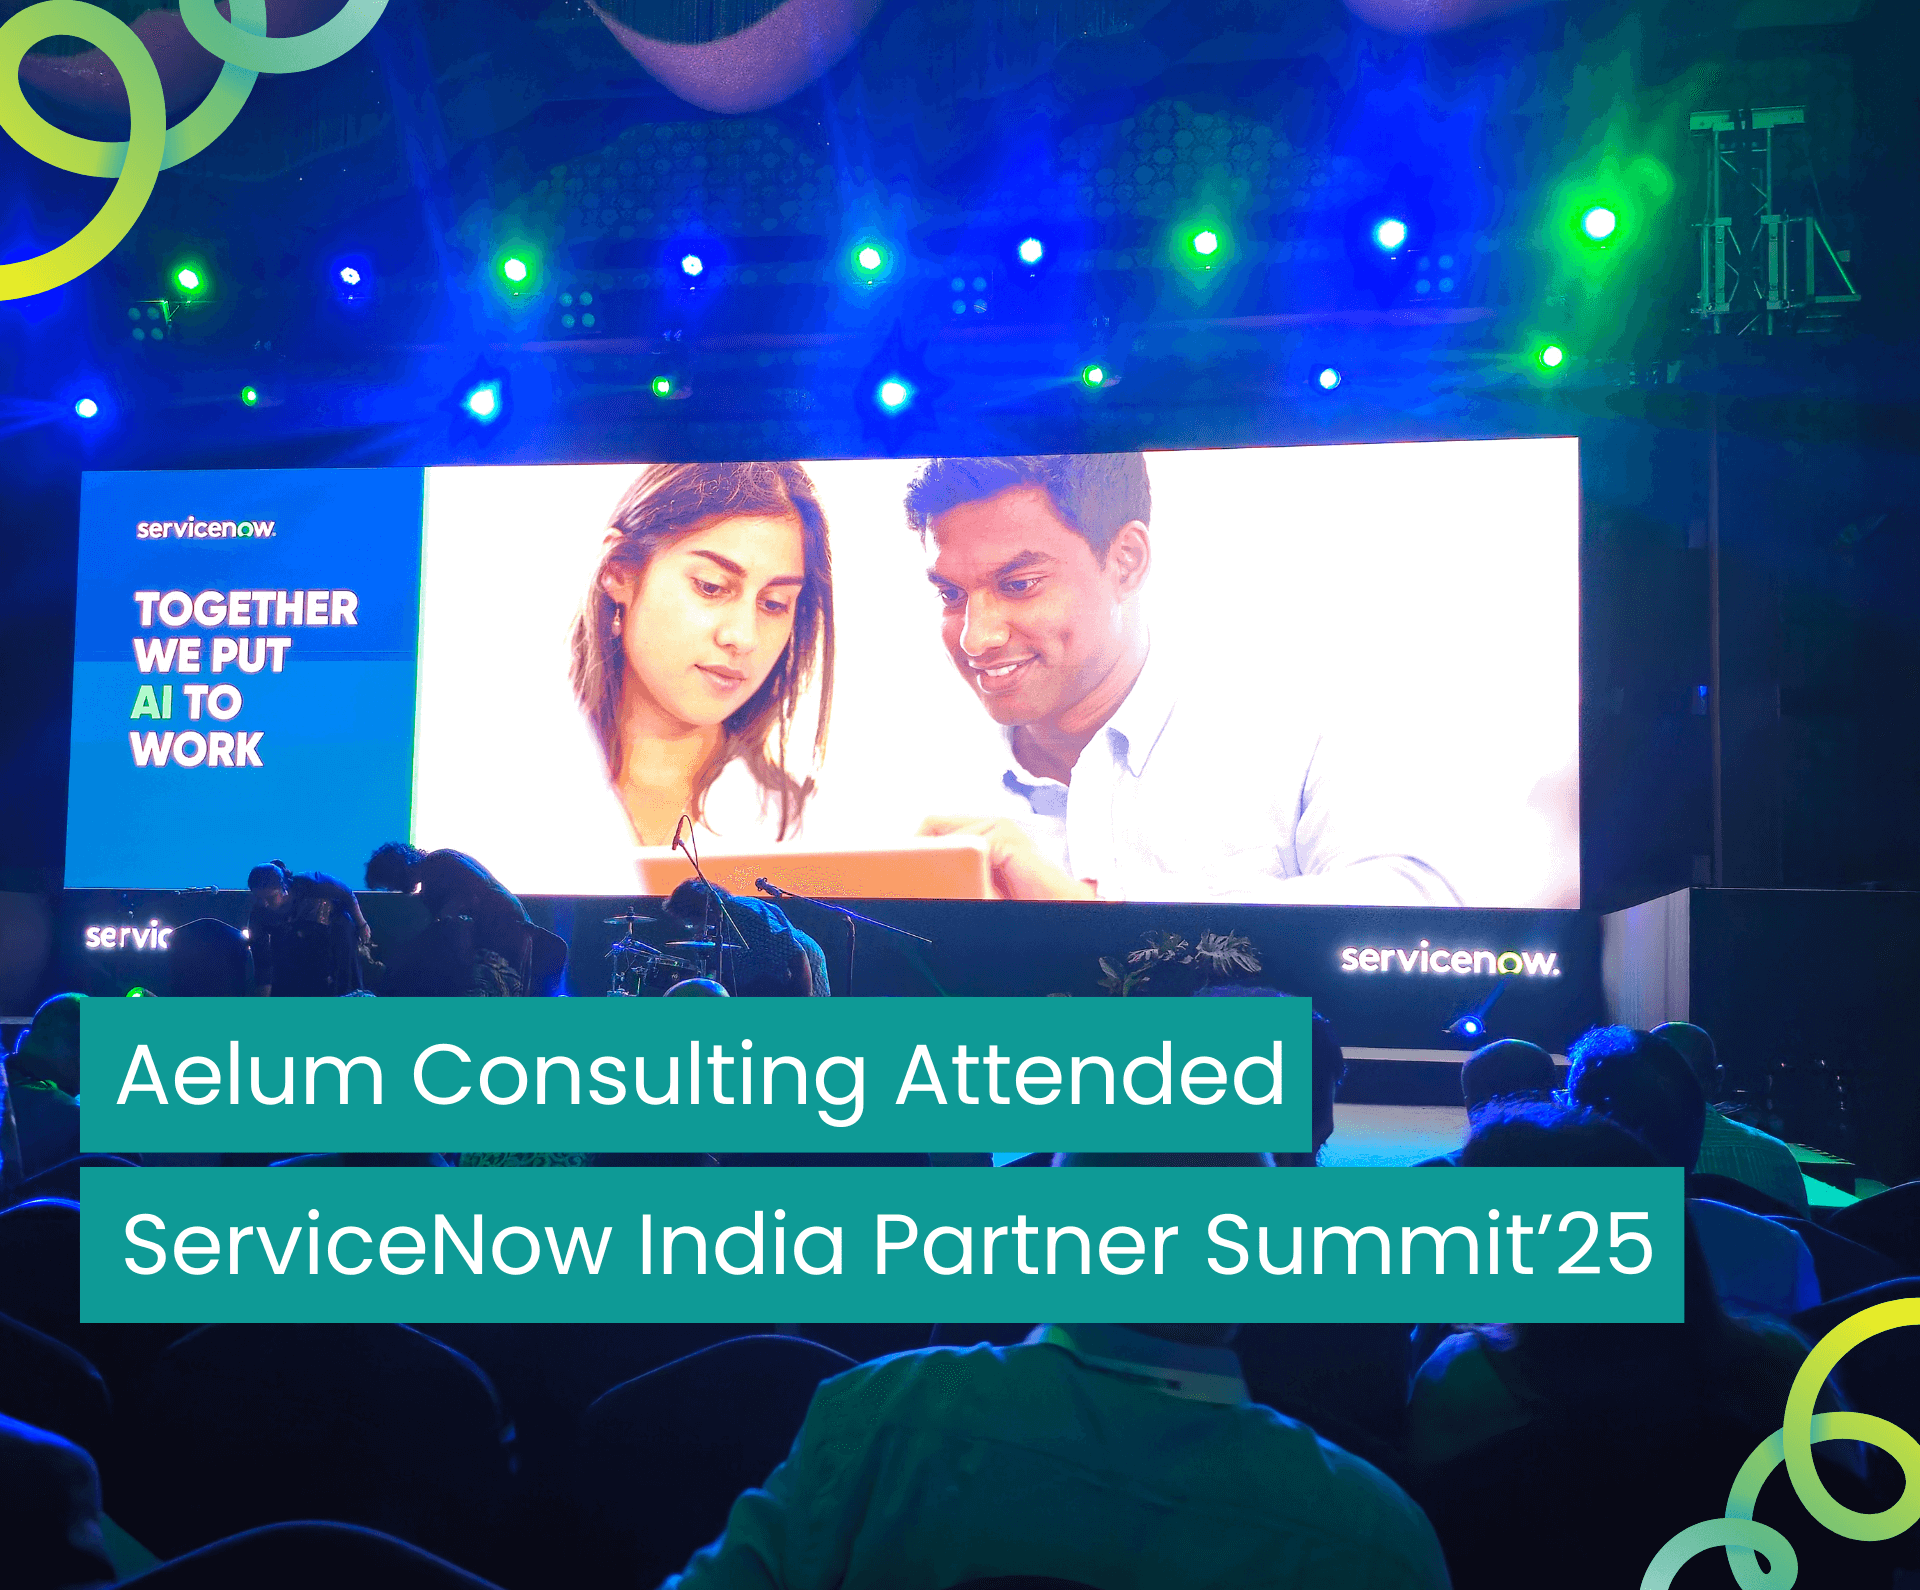 servicenow.
TOGETHER
WE PUT
AI TO
WORK
servic
servicenow.
Aelum Consulting Attended
ServiceNow India Partner Summit’25